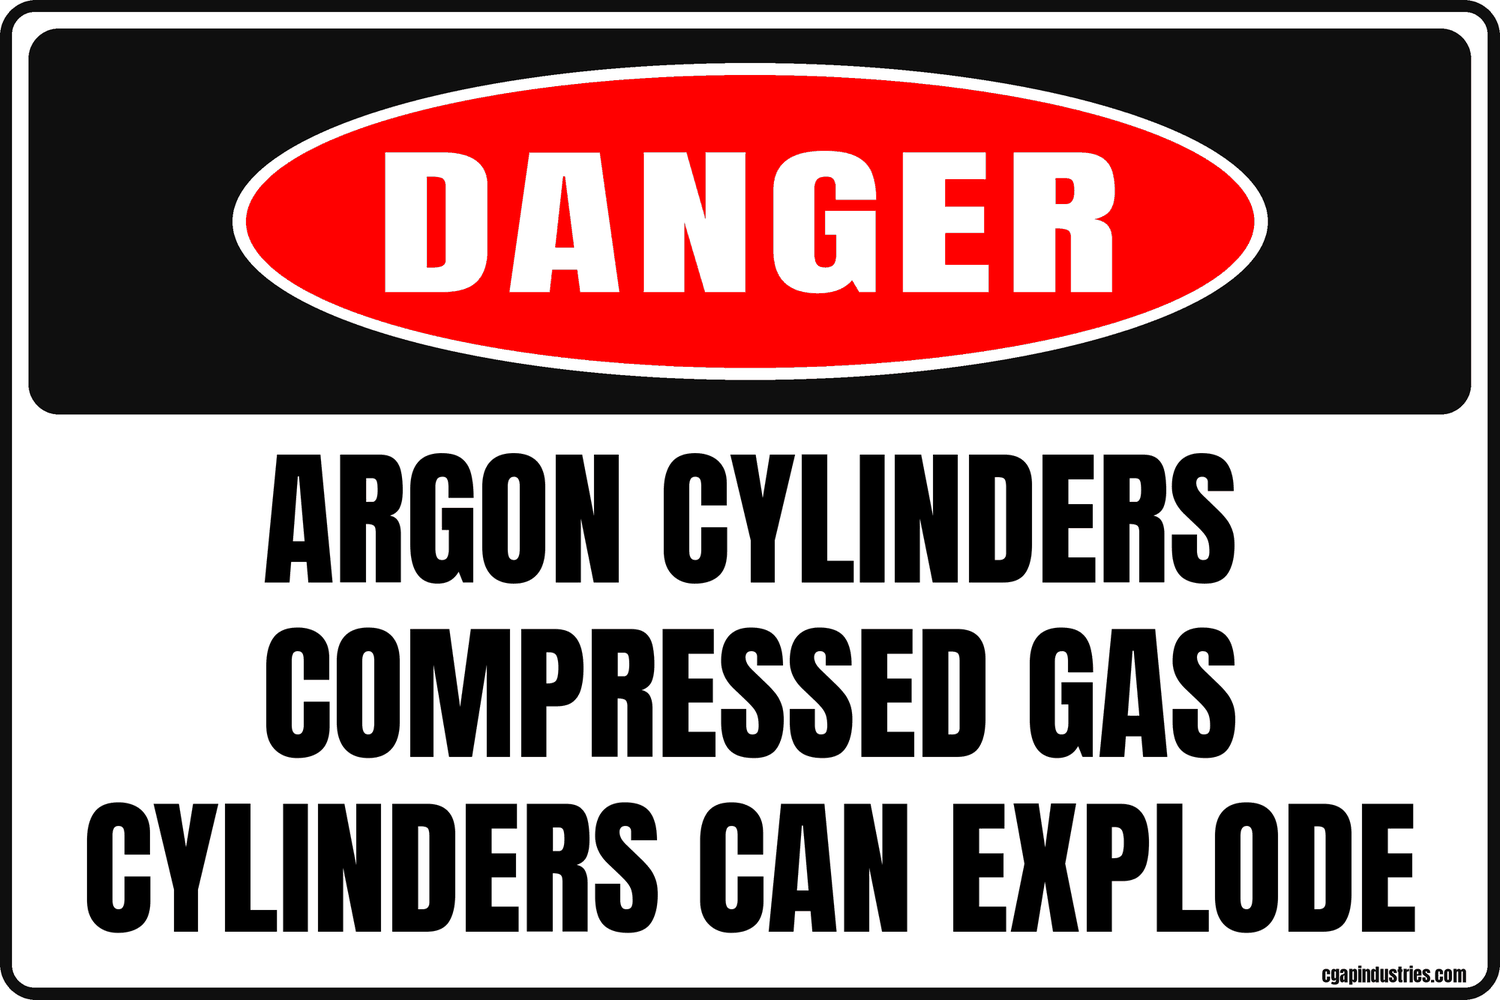 DANGER
ARGON CYLINDERS
COMPRESSED GAS
CYLINDERS CAN EXPLODE
cgapindustries.com